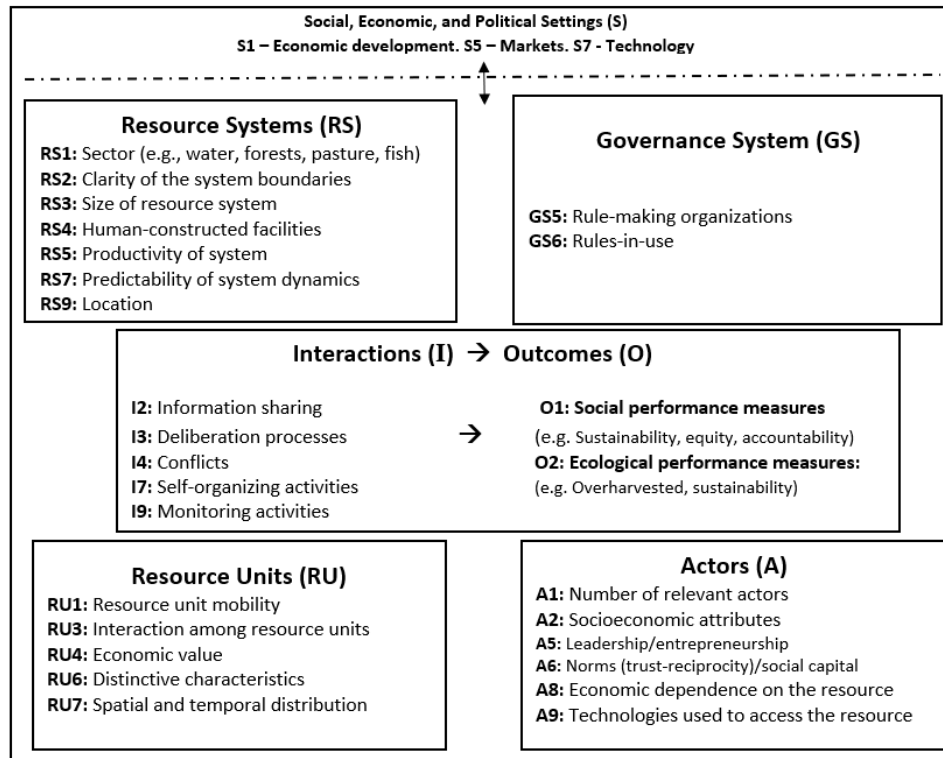 Social, Economic, and Political Settings (S)
S1 – Economic development. S5 – Markets. S7 - Technology
Resource Systems (RS)
RS1: Sector (e.g., water, forests, pasture, fish)
RS2: Clarity of the system boundaries
RS3: Size of resource system
RS4: Human-constructed facilities
RS5: Productivity of system
RS7: Predictability of system dynamics
RS9: Location
Governance System (GS)
GS5: Rule-making organizations
GS6: Rules-in-use
Interactions (I) → Outcomes (O)
I2: Information sharing
I3: Deliberation processes
I4: Conflicts
I7: Self-organizing activities
I9: Monitoring activities
→
O1: Social performance measures
(e.g. Sustainability, equity, accountability)
O2: Ecological performance measures:
(e.g. Overharvested, sustainability)
Resource Units (RU)
RU1: Resource unit mobility
RU3: Interaction among resource units
RU4: Economic value
RU6: Distinctive characteristics
RU7: Spatial and temporal distribution
Actors (A)
A1: Number of relevant actors
A2: Socioeconomic attributes
A5: Leadership/entrepreneurship
A6: Norms (trust-reciprocity)/social capital
A8: Economic dependence on the resource
A9: Technologies used to access the resource